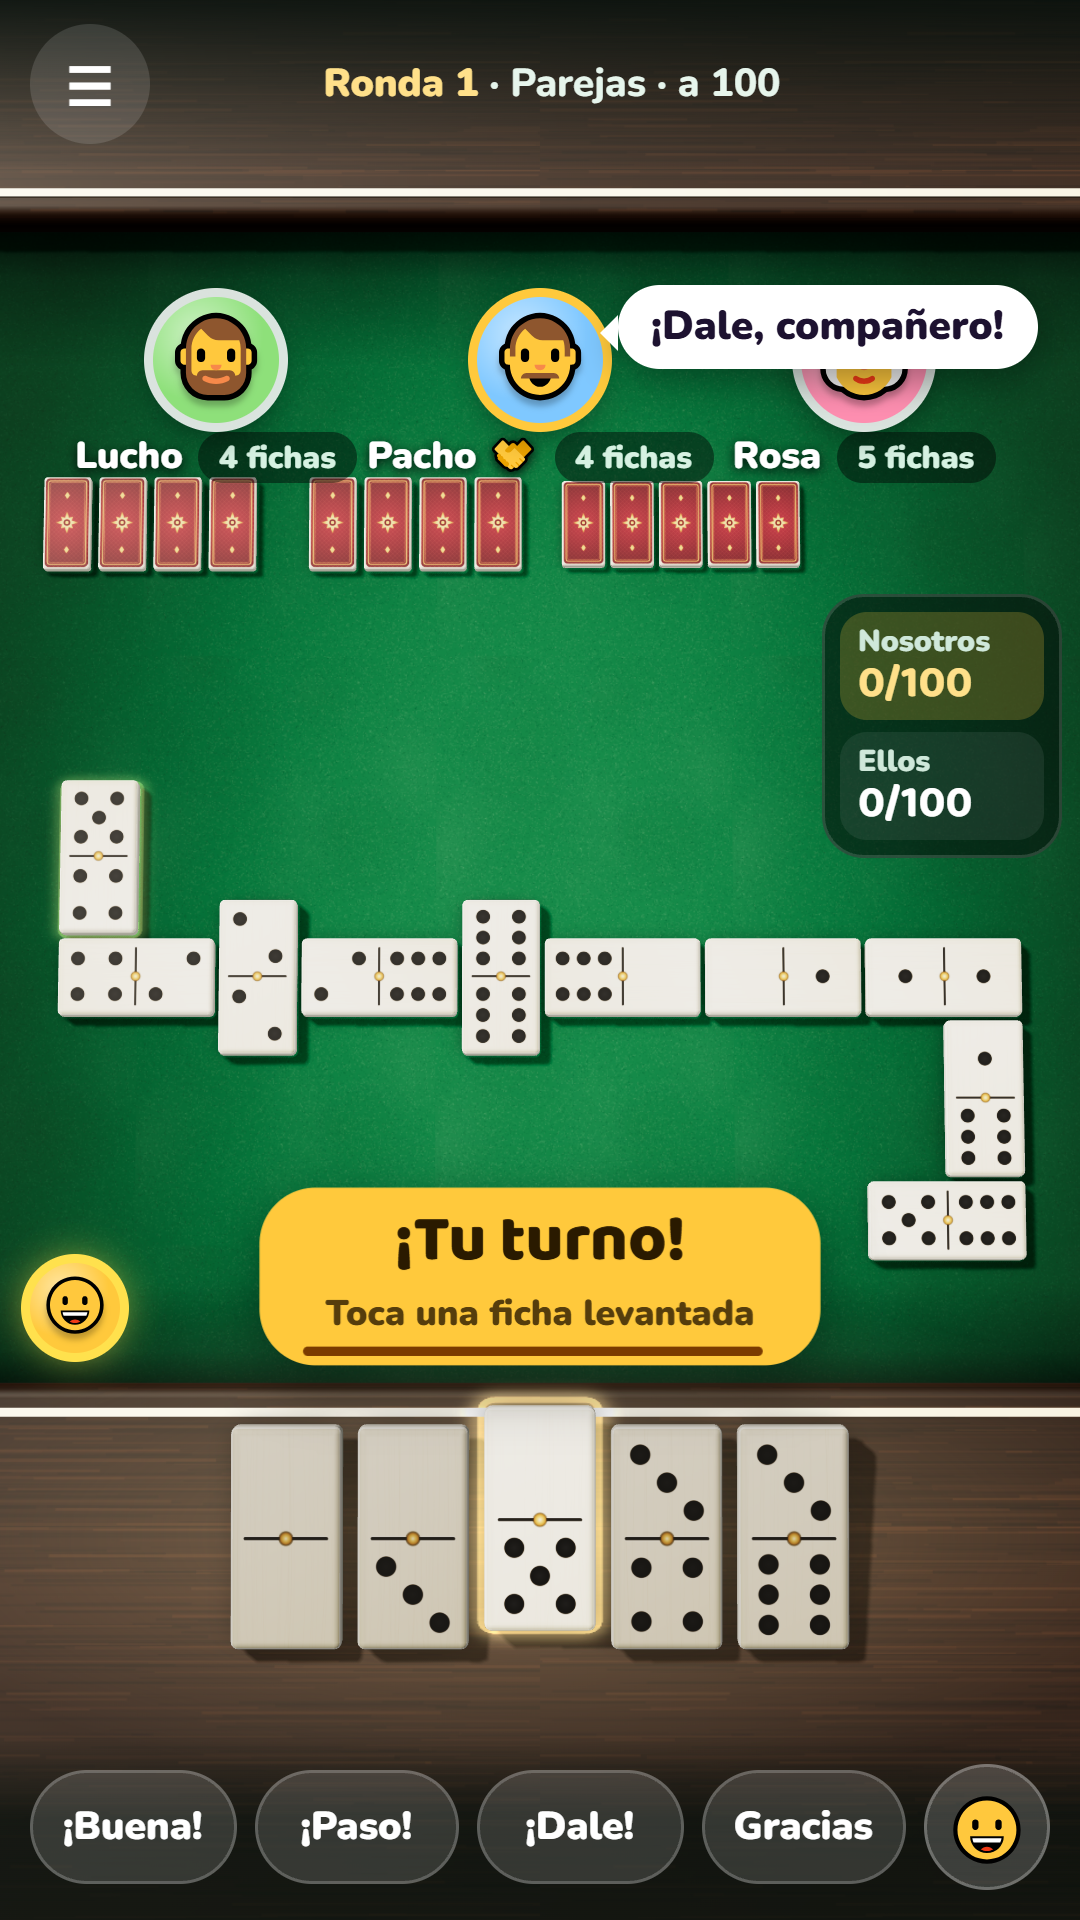 Ronda 1 · Parejas · a 100
¡Dale, compañero!
Lucho 4 fichas
Pacho 4 fichas
Rosa 5 fichas
Nosotros
0/100
Ellos
0/100
¡Tu turno!
Toca una ficha levantada
¡Buena!
¡Paso!
¡Dale!
Gracias